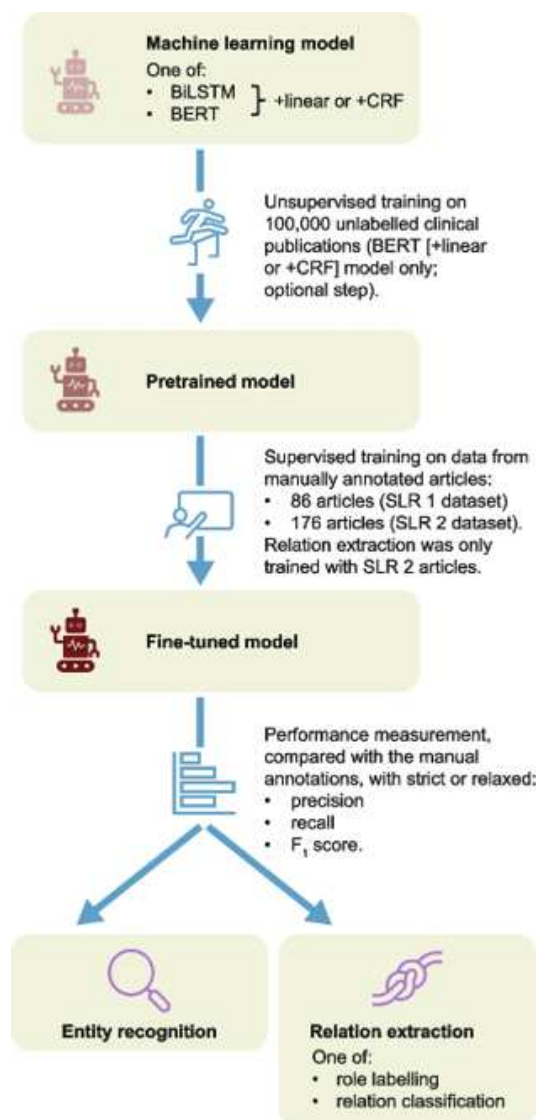 Machine learning model
One of:
• BiLSTM
• BERT
+linear or +CRF
Unsupervised training on
100,000 unlabelled clinical
publications (BERT [+linear
or +CRF] model only;
optional step).
Pretrained model
Supervised training on data from
manually annotated articles:
• 86 articles (SLR 1 dataset)
• 176 articles (SLR 2 dataset).
Relation extraction was only
trained with SLR 2 articles.
Fine-tuned model
Performance measurement,
compared with the manual
annotations, with strict or relaxed:
• precision
• recall
• F₁ score.
Entity recognition
Relation extraction
One of:
• role labelling
• relation classification